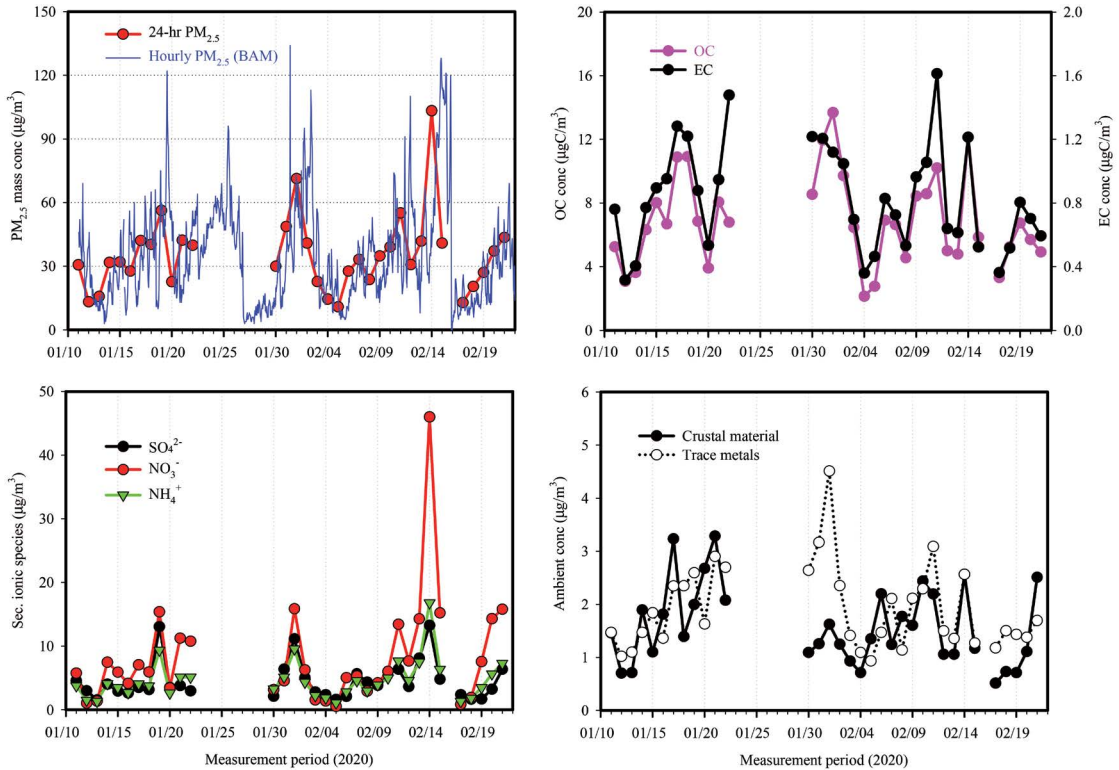 150
120
90
60
30
0
PM2.5 mass conc (µg/m3)
24-hr PM2.5
Hourly PM2.5 (BAM)
01/10 01/15 01/20 01/25 01/30 02/04 02/09 02/14 02/19
20
16
12
8
4
0
OC conc (µgC/m3)
OC
EC
2.0
1.6
1.2
0.8
0.4
0.0
EC conc (µgC/m3)
01/10 01/15 01/20 01/25 01/30 02/04 02/09 02/14 02/19
50
40
30
20
10
0
Sec. ionic species (µg/m3)
SO4 2-
NO3 -
NH4 +
01/10 01/15 01/20 01/25 01/30 02/04 02/09 02/14 02/19
Measurement period (2020)
6
5
4
3
2
1
0
Ambient conc (µg/m3)
Crustal material
Trace metals
01/10 01/15 01/20 01/25 01/30 02/04 02/09 02/14 02/19
Measurement period (2020)